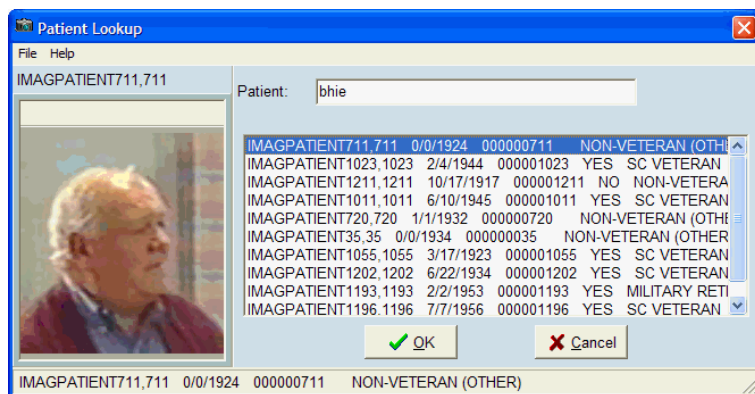 Patient Lookup
File Help
IMAGPATIENT711,711
Patient: bhie
IMAGPATIENT711,711 0/0/1924 000000711 NON-VETERAN (OTH
IMAGPATIENT1023,1023 2/4/1944 000001023 YES SC VETERAN
IMAGPATIENT1211,1211 10/17/1917 000001211 NO NON-VETERA
IMAGPATIENT1011,1011 6/10/1945 000001011 YES SC VETERAN
IMAGPATIENT720,720 1/1/1932 000000720 NON-VETERAN (OTHE
IMAGPATIENT35,35 0/0/1934 000000035 NON-VETERAN (OTHER
IMAGPATIENT1055,1055 3/17/1923 000001055 YES SC VETERAN
IMAGPATIENT1202,1202 6/22/1934 000001202 YES SC VETERAN
IMAGPATIENT1193,1193 2/2/1953 000001193 YES MILITARY RETI
IMAGPATIENT1196,1196 7/7/1956 000001196 YES SC VETERAN
OK Cancel
IMAGPATIENT711,711 0/0/1924 000000711 NON-VETERAN (OTHER)